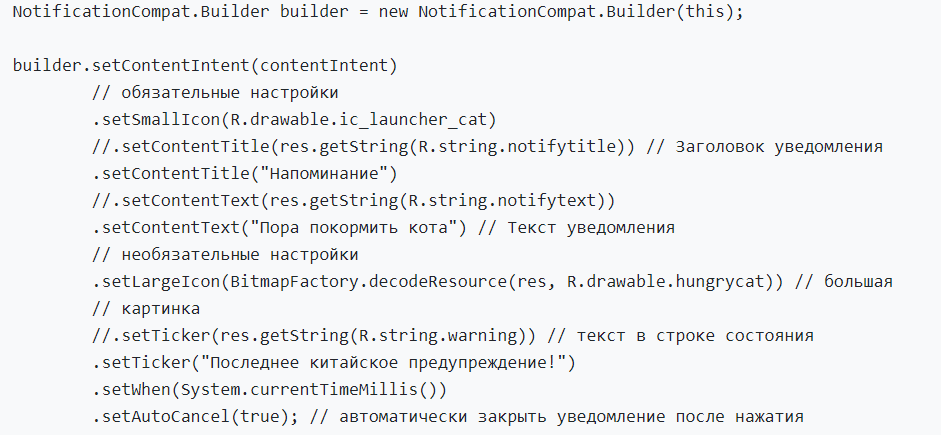 NotificationCompat.Builder builder = new NotificationCompat.Builder(this);

builder.setContentIntent(contentIntent)
        // обязательные настройки
        .setSmallIcon(R.drawable.ic_launcher_cat)
        //.setContentTitle(res.getString(R.string.notifytitle)) // Заголовок уведомления
        .setContentTitle("Напоминание")
        //.setContentText(res.getString(R.string.notifytext))
        .setContentText("Пора покормить кота") // Текст уведомления
        // необязательные настройки
        .setLargeIcon(BitmapFactory.decodeResource(res, R.drawable.hungrycat)) // большая
        // картинка
        //.setTicker(res.getString(R.string.warning)) // текст в строке состояния
        .setTicker("Последнее китайское предупреждение!")
        .setWhen(System.currentTimeMillis())
        .setAutoCancel(true); // автоматически закрыть уведомление после нажатия